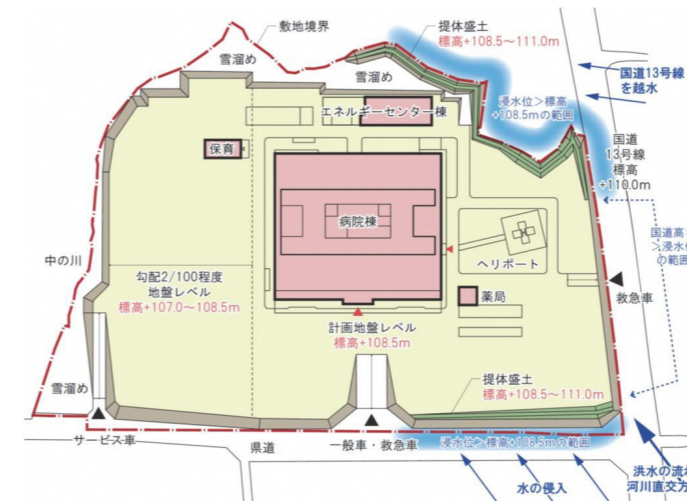 敷地境界
提体盛土
標高+108.5～111.0m
雪溜め
雪溜め
国道13号線
を越水
浸水位＞標高
+108.5mの範囲
エネルギーセンター棟
保育
国道
13号線
標高
+110.0m
病院棟
国道高
＞浸水
の範囲
中の川
ヘリポート
勾配2/100程度
地盤レベル
標高+107.0～108.5m
薬局
救急車
計画地盤レベル
標高+108.5m
雪溜め
提体盛土
標高+108.5～111.0m
サービス車
県道
一般車・救急車
浸水位＞標高+108.5mの範囲
洪水の流
河川直交方
水の侵入